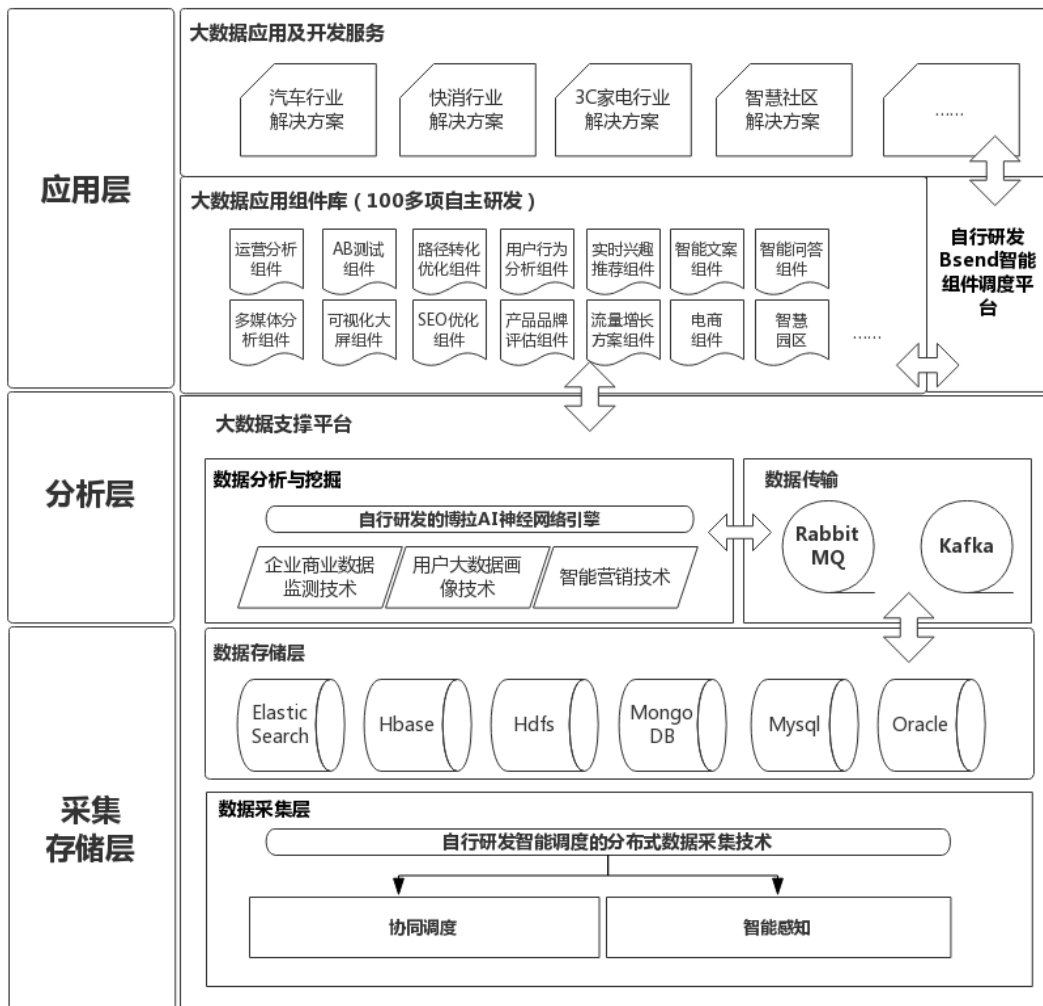 应用层
大数据应用及开发服务
汽车行业
解决方案
快消行业
解决方案
3C家电行业
解决方案
智慧社区
解决方案
……
大数据应用组件库（100多项自主研发）
运营分析
组件
AB测试
组件
路径转化
优化组件
用户行为
分析组件
实时兴趣
推荐组件
智能文案
组件
智能问答
组件
多媒体分
析组件
可视化大
屏组件
SEO优化
组件
产品品牌
评估组件
流量增长
方案组件
电商
组件
智慧
园区
……
自行研发
Bsend智能
组件调度平
台
分析层
大数据支撑平台
数据分析与挖掘
自行研发的博拉AI神经网络引擎
企业商业数据
监测技术
用户大数据画
像技术
智能营销技术
数据传输
Rabbit
MQ
Kafka
采集
存储层
数据存储层
Elastic
Search
Hbase
Hdfs
Mongo
DB
Mysql
Oracle
数据采集层
自行研发智能调度的分布式数据采集技术
协同调度
智能感知